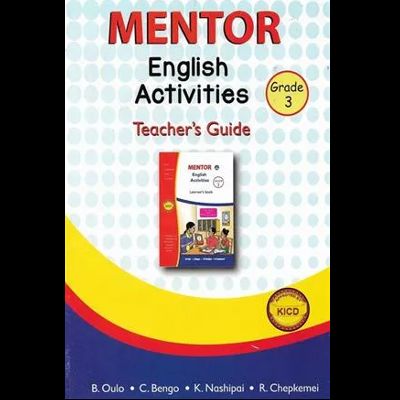 MENTOR
English
Activities
Grade
3
Teacher's Guide
MENTOR
English
Activities
Learner's book
KICD
B. Oulo • C. Bengo • K. Nashipai • R. Chepkemei